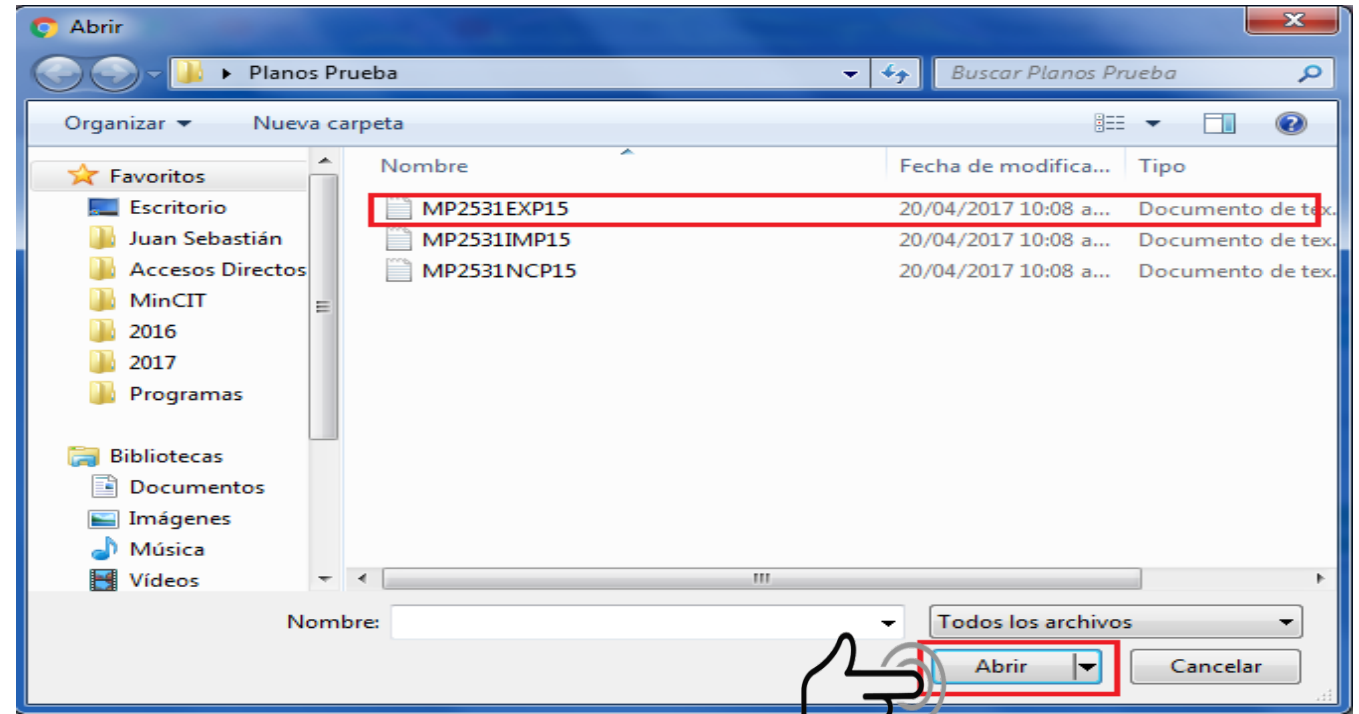 Abrir
Planos Prueba
Buscar Planos Prueba
Organizar Nueva carpeta
Nombre Fecha de modifica... Tipo
MP2531EXP15 20/04/2017 10:08 a... Documento de tex.
MP2531IMP15 20/04/2017 10:08 a... Documento de tex.
MP2531NCP15 20/04/2017 10:08 a... Documento de tex.
Favoritos
Escritorio
Juan Sebastián
Accesos Directos
MinCIT
2016
2017
Programas
Bibliotecas
Documentos
Imágenes
Música
Vídeos
Nombre:
Todos los archivos
Abrir Cancelar